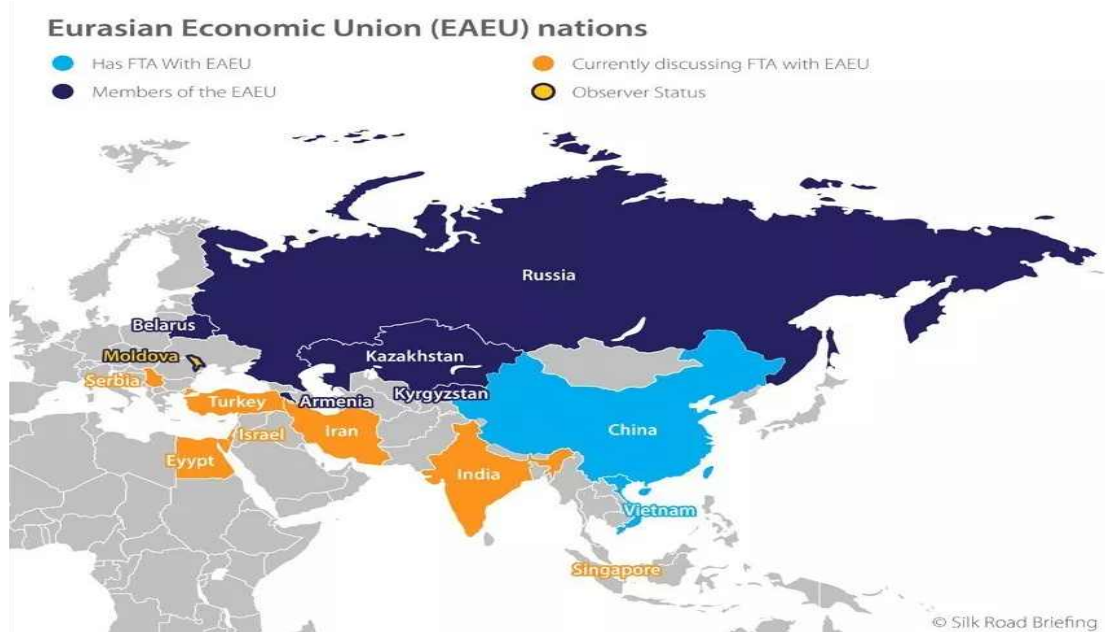 Eurasian Economic Union (EAEU) nations
Has FTA With EAEU
Currently discussing FTA with EAEU
Members of the EAEU
Observer Status
Russia
Belarus
Moldova
Kazakhstan
Serbia
Kyrgyzstan
Turkey
Armenia
Israel
Iran
China
Eyypt
India
Vietnam
Singapore
© Silk Road Briefing